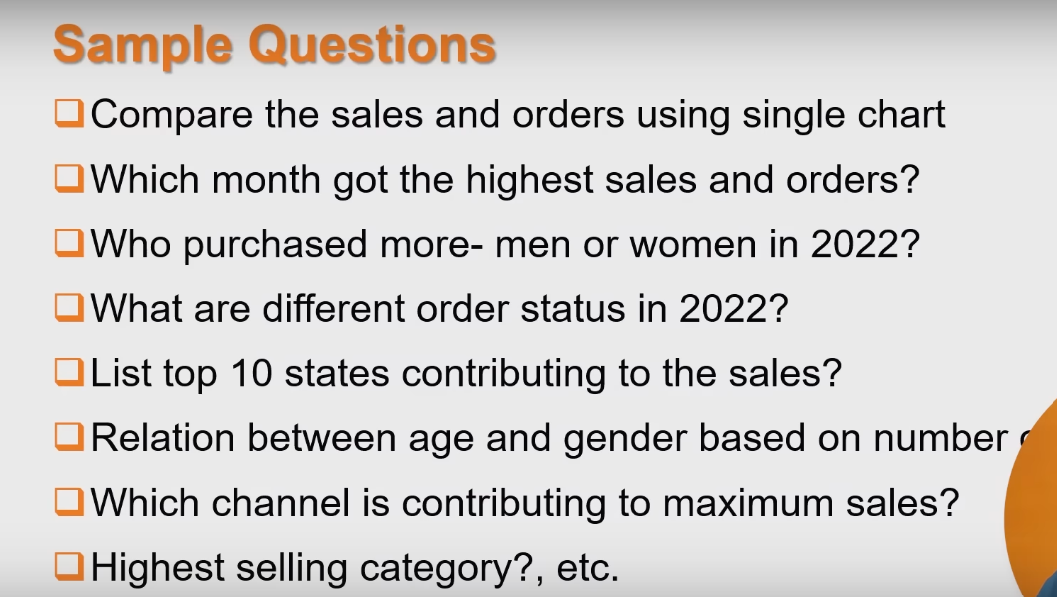 Sample Questions
Compare the sales and orders using single chart
Which month got the highest sales and orders?
Who purchased more- men or women in 2022?
What are different order status in 2022?
List top 10 states contributing to the sales?
Relation between age and gender based on number
Which channel is contributing to maximum sales?
Highest selling category?, etc.